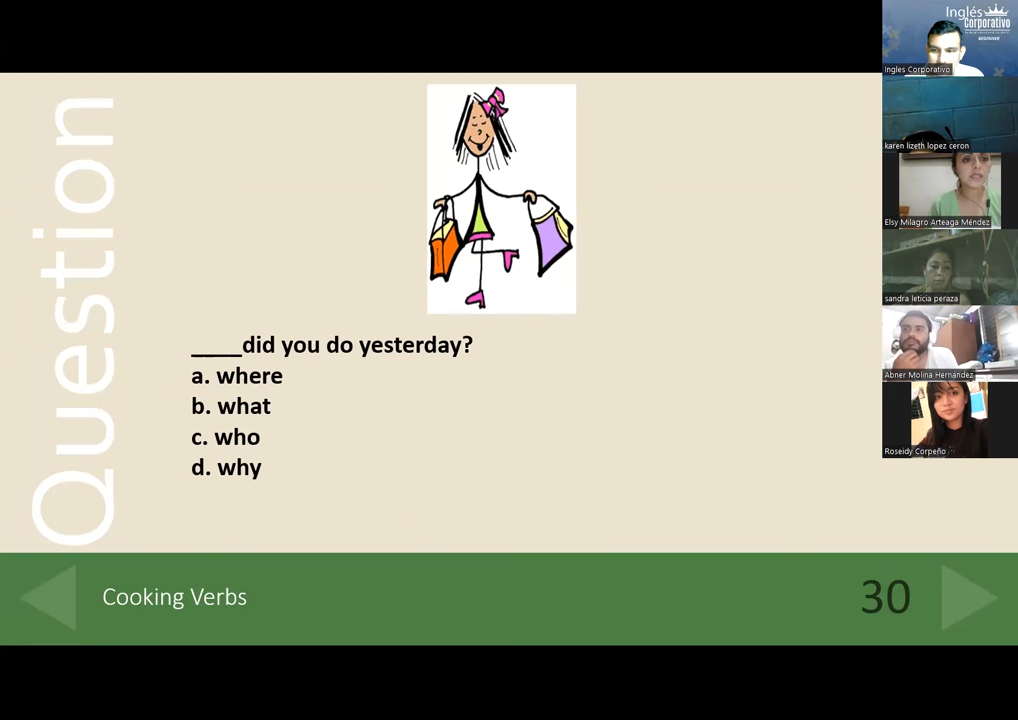 Question
____did you do yesterday?
a. where
b. what
c. who
d. why
Cooking Verbs
30
Inglés
Corporativo
BEGINNER
Ingles Corporativo
karen lizeth lopez ceron
Elsy Milagro Arteaga Méndez
sandra leticia peraza
Abner Molina Hernández
Roseidy Corpeño